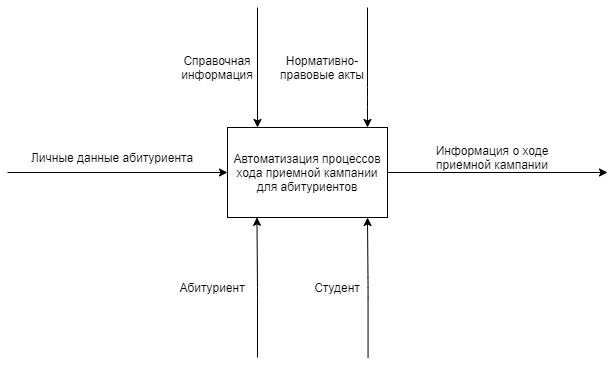 Справочная
информация
Нормативно-
правовые акты
Личные данные абитуриента
Автоматизация процессов
хода приемной кампании
для абитуриентов
Информация о ходе
приемной кампании
Абитуриент
Студент